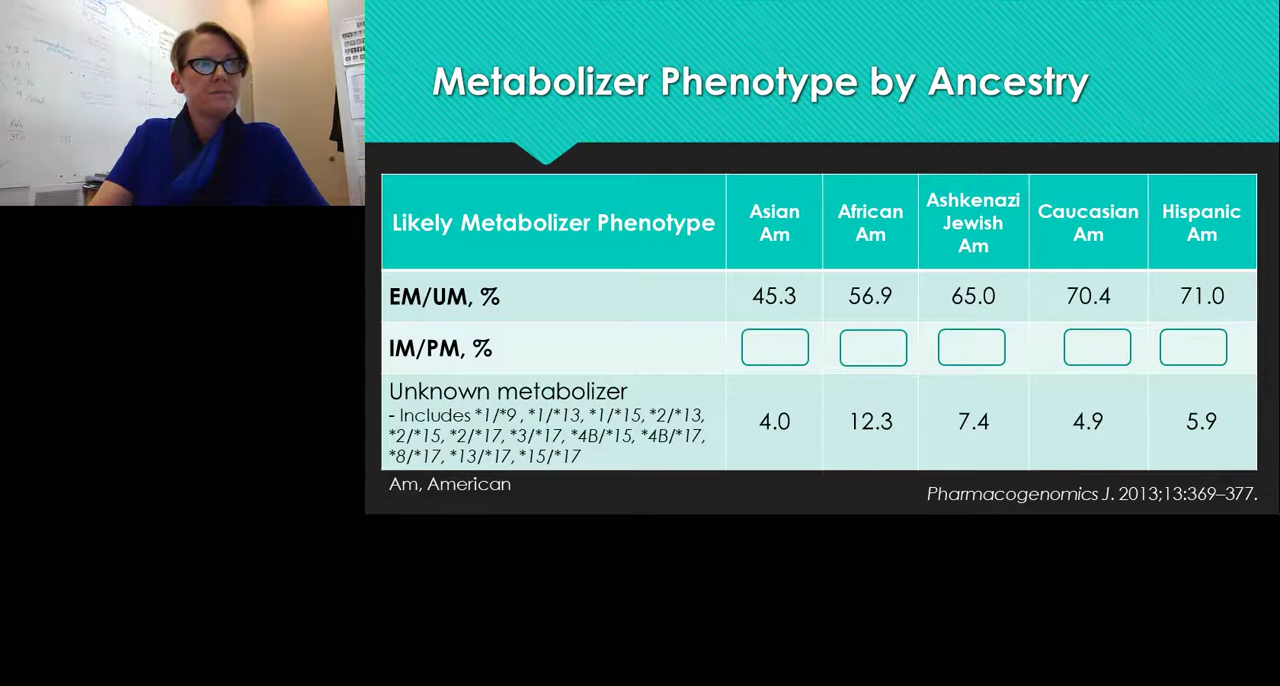 Metabolizer Phenotype by Ancestry
Likely Metabolizer Phenotype
Asian
Am
African
Am
Ashkenazi
Jewish
Am
Caucasian
Am
Hispanic
Am
EM/UM, % 45.3 56.9 65.0 70.4 71.0
IM/PM, %
Unknown metabolizer
- Includes *1/*9 , *1/*13, *1/*15, *2/*13,
*2/*15, *2/*17, *3/*17, *4B/*15, *4B/*17,
*8/*17, *13/*17, *15/*17
4.0 12.3 7.4 4.9 5.9
Am, American
Pharmacogenomics J. 2013;13:369–377.